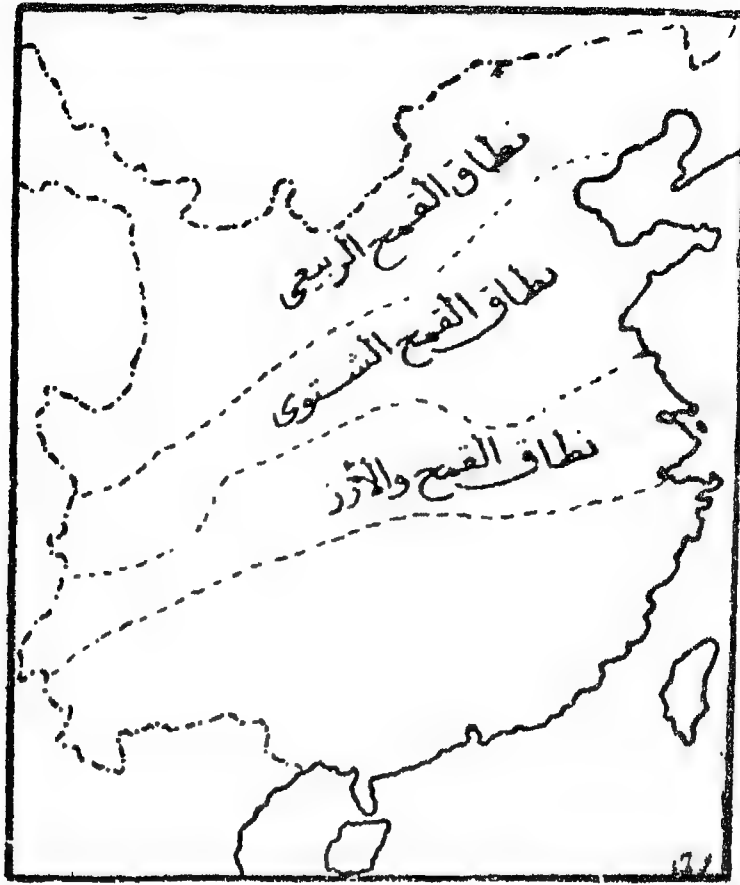 نطاق القمح الربيعى
نطاق القمح الشتوى
نطاق القمح والأرز